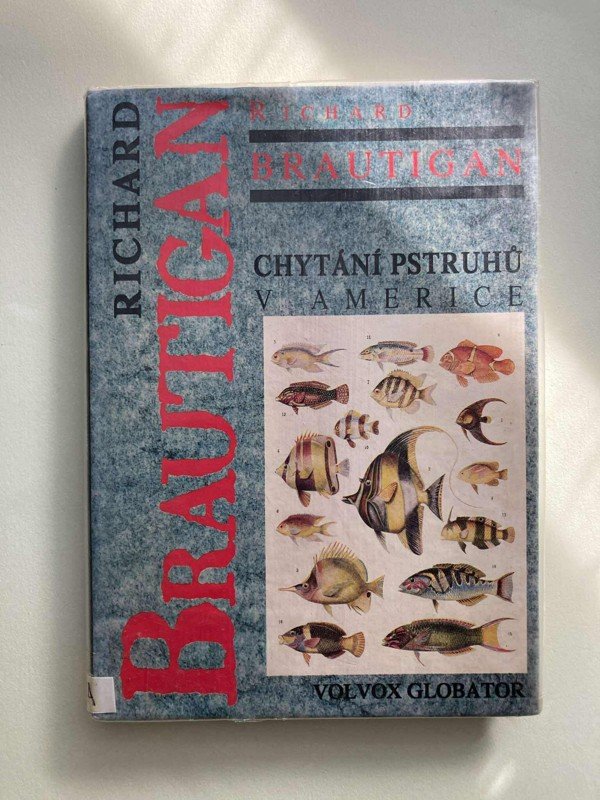 RICHARD
BRAUTIGAN
RICHARD
BRAUTIGAN
CHYTÁNÍ PSTRUHŮ
V AMERICE
VOLVOX GLOBATOR
A